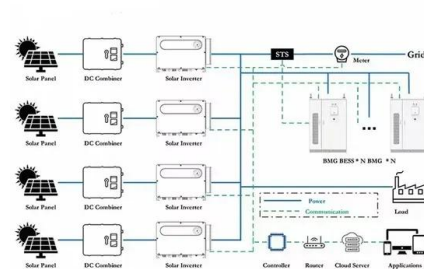 STS
Meter
Grid
Solar Panel
DC Combiner
Solar Inverter
Solar Panel
DC Combiner
Solar Inverter
BMG BESS * N BMG * N
Solar Panel
DC Combiner
Solar Inverter
Power
Communication
Load
Solar Panel
DC Combiner
Solar Inverter
Controller
Router
Cloud Server
Applications